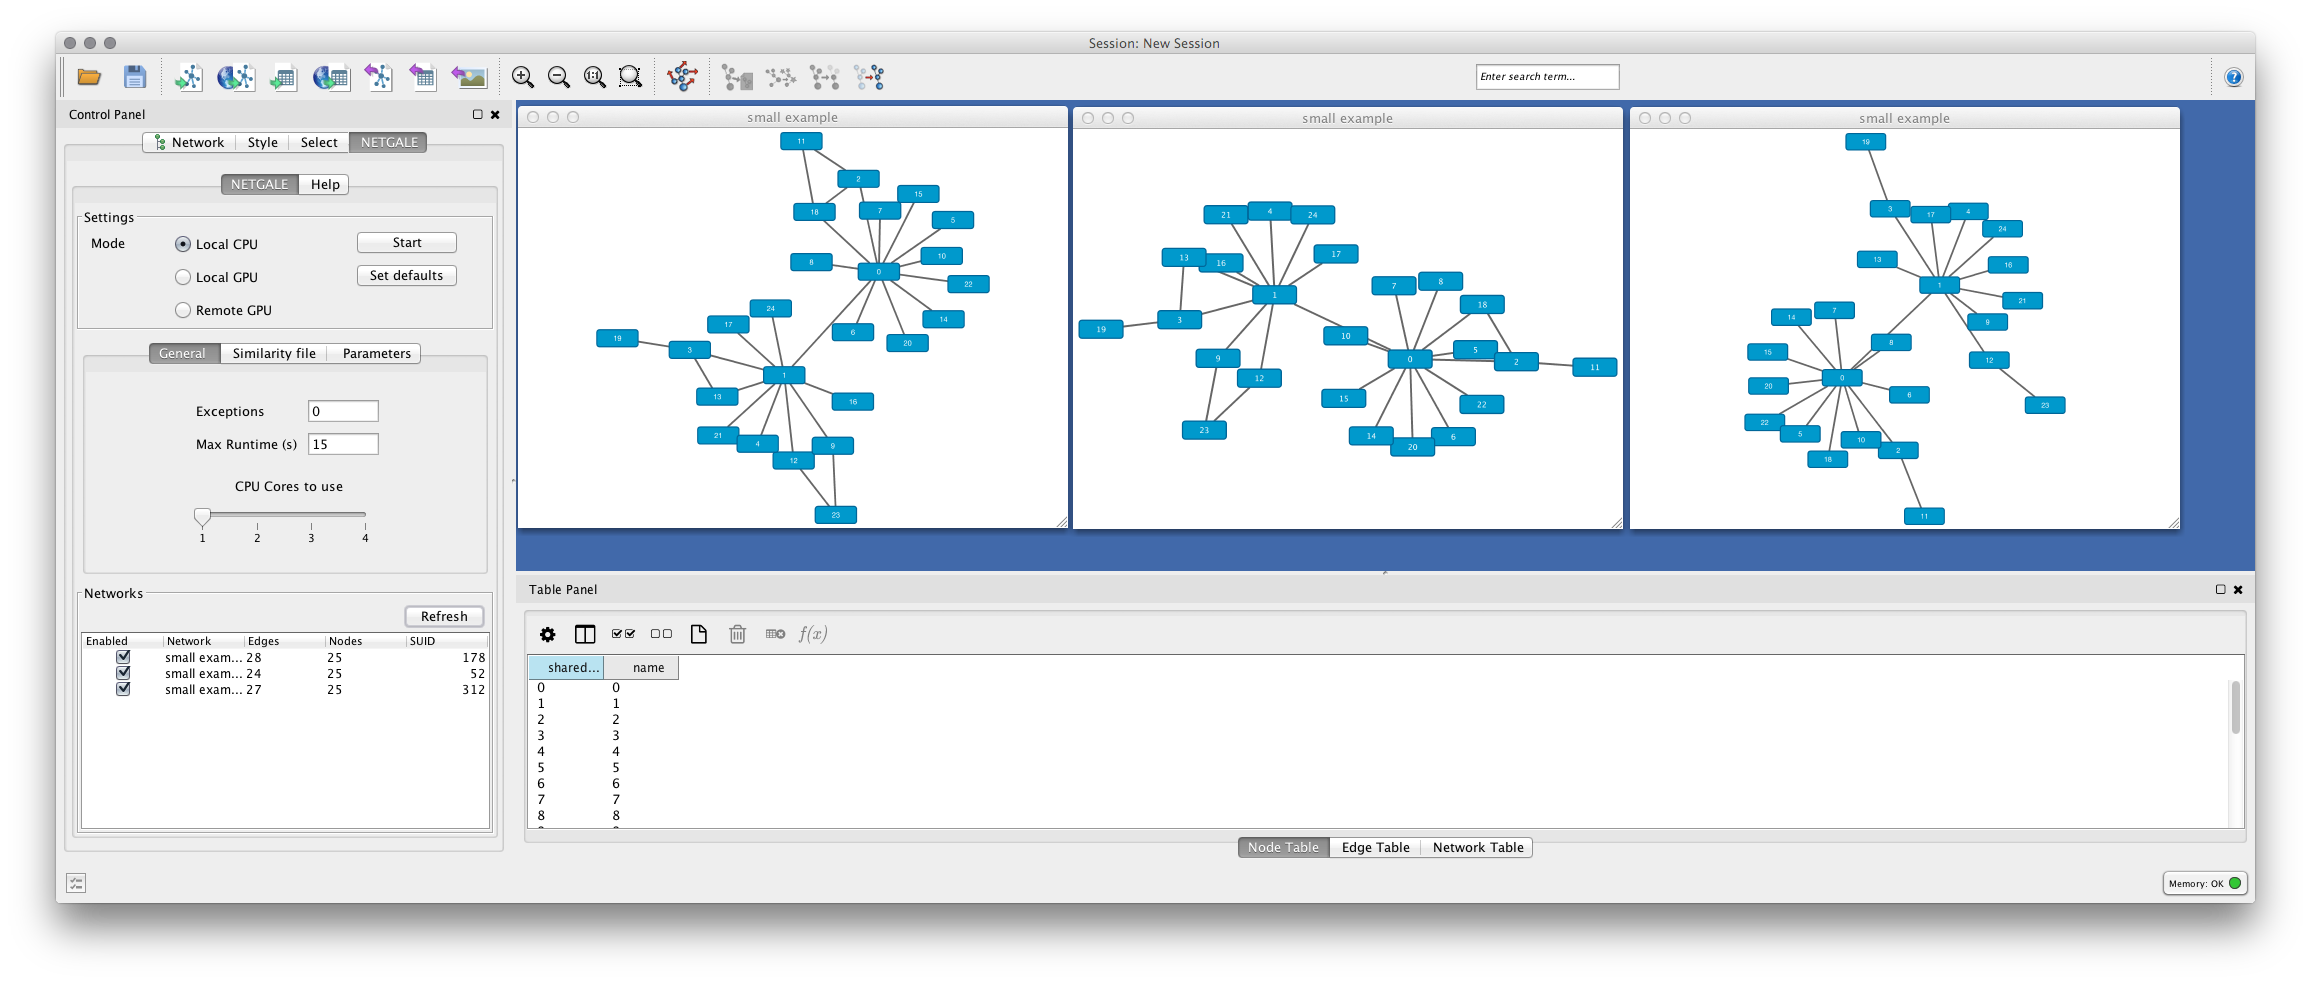 Session: New Session
1:1
Enter search term...
?
Control Panel
Network Style Select NETGALE
NETGALE Help
Settings
Mode
Local CPU
Start
Local GPU
Set defaults
Remote GPU
General Similarity file Parameters
Exceptions 0
Max Runtime (s) 15
CPU Cores to use
1 2 3 4
Networks
Refresh
Enabled Network Edges Nodes SUID
small exam... 28 25 178
small exam... 24 25 52
small exam... 27 25 312
small example
11
2
15
18
7
5
10
8
0
22
24
14
17
6
19
20
3
1
13
16
21
4
9
12
23
small example
21
4
24
13
16
17
7
8
1
18
3
19
10
5
9
0
2
11
12
15
22
23
14
20
6
small example
19
3
17
4
24
13
16
1
21
7
14
9
8
15
12
0
20
6
23
22
5
10
18
2
11
Table Panel
f(x)
shared... name
0 0
1 1
2 2
3 3
4 4
5 5
6 6
7 7
8 8
Node Table Edge Table Network Table
Memory: OK